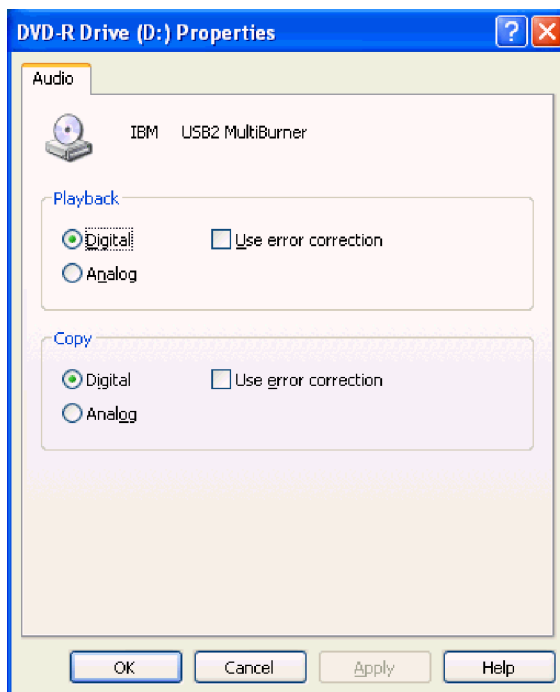 DVD-R Drive (D:) Properties
Audio
IBM USB2 MultiBurner
Playback
Digital Use error correction
Analog
Copy
Digital Use error correction
Analog
OK Cancel Apply Help